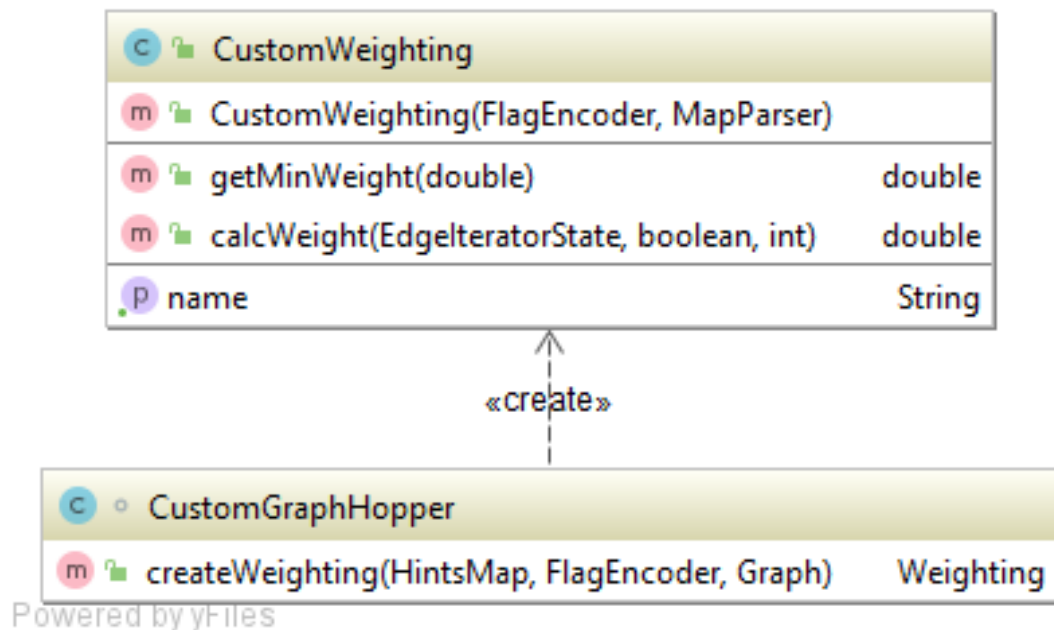 C CustomWeighting
m CustomWeighting(FlagEncoder, MapParser)
m getMinWeight(double) double
m calcWeight(EdgeIteratorState, boolean, int) double
p name String
«create»
C CustomGraphHopper
m createWeighting(HintsMap, FlagEncoder, Graph) Weighting
Powered by yFiles